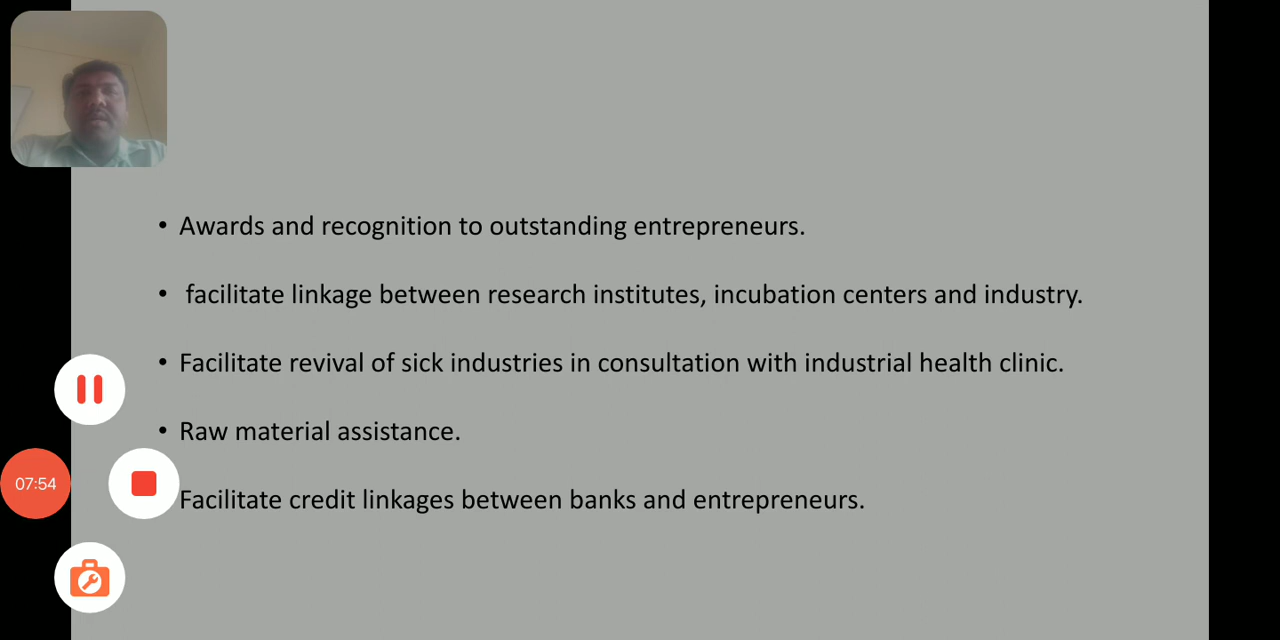 • Awards and recognition to outstanding entrepreneurs.
• facilitate linkage between research institutes, incubation centers and industry.
• Facilitate revival of sick industries in consultation with industrial health clinic.
• Raw material assistance.
07:54
Facilitate credit linkages between banks and entrepreneurs.